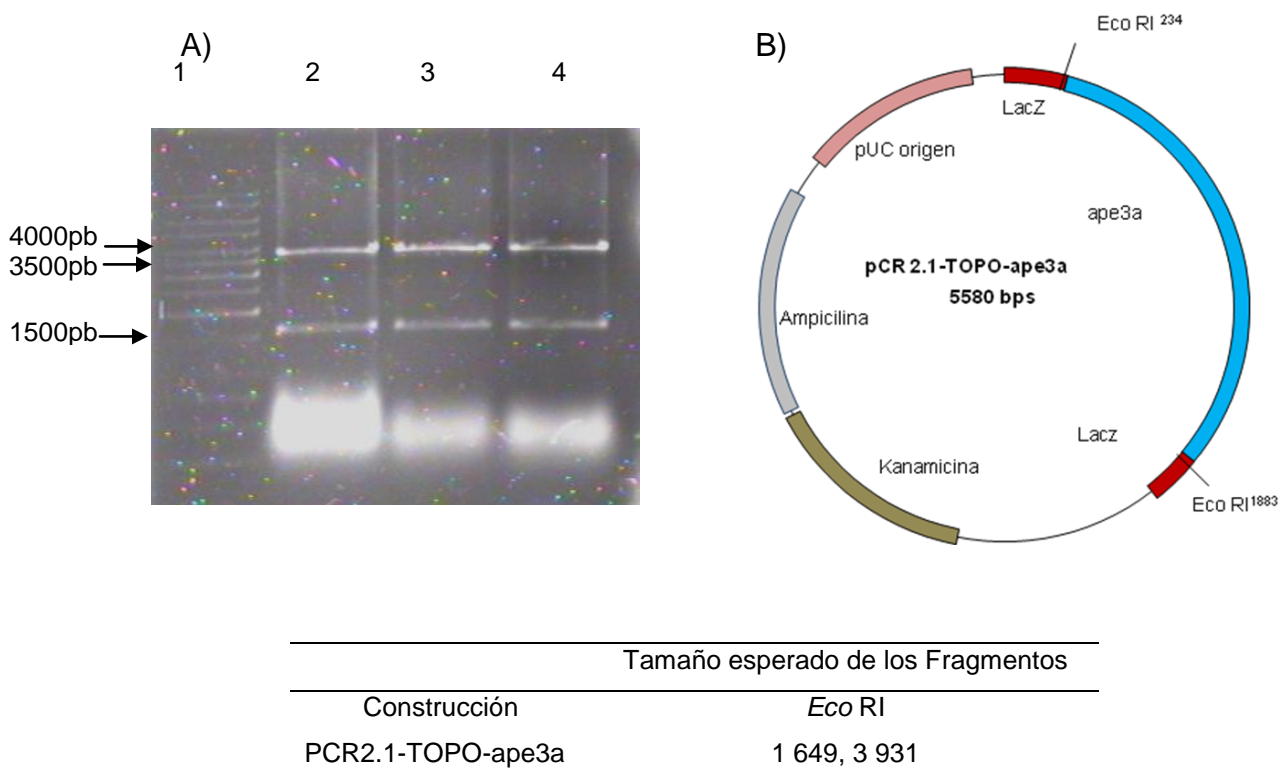 A)
1 2 3 4
4000pb
3500pb
1500pb
B)
Eco RI 234
LacZ
pUC origen
ape3a
pCR 2.1-TOPO-ape3a
5580 bps
Ampicilina
Lacz
Kanamicina
Eco RI 1883
Tamaño esperado de los Fragmentos
Construcción Eco RI
PCR2.1-TOPO-ape3a 1 649, 3 931